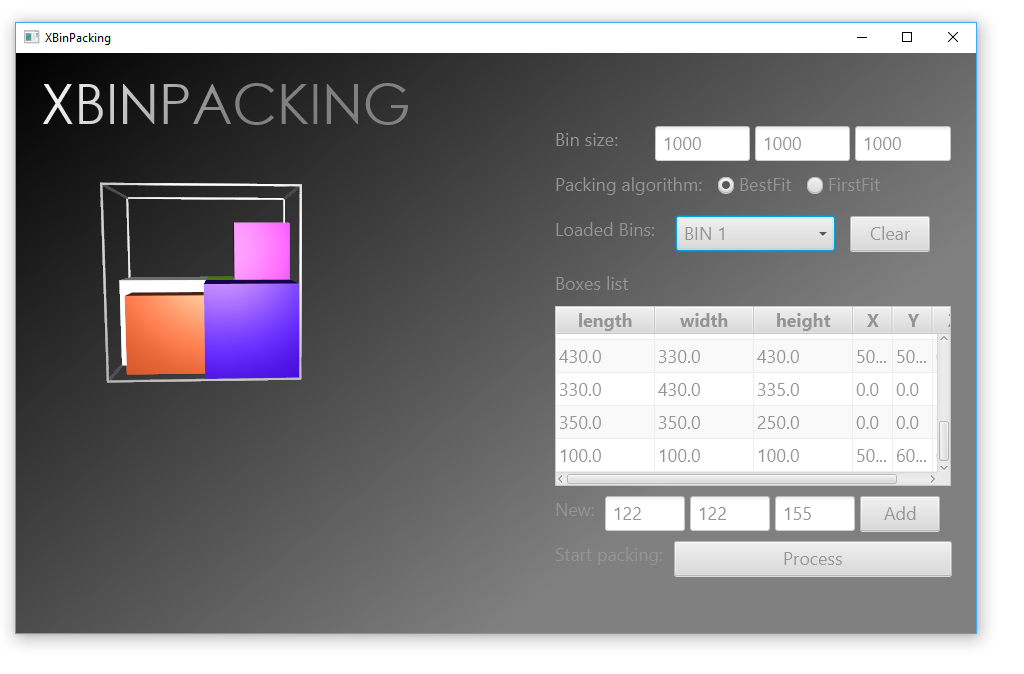 XBinPacking
XBINPACKING
Bin size: 1000 1000 1000
Packing algorithm: BestFit FirstFit
Loaded Bins: BIN 1 Clear
Boxes list
length width height X Y
430.0 330.0 430.0 50... 50...
330.0 430.0 335.0 0.0 0.0
350.0 350.0 250.0 0.0 0.0
100.0 100.0 100.0 50... 60...
New: 122 122 155 Add
Start packing: Process